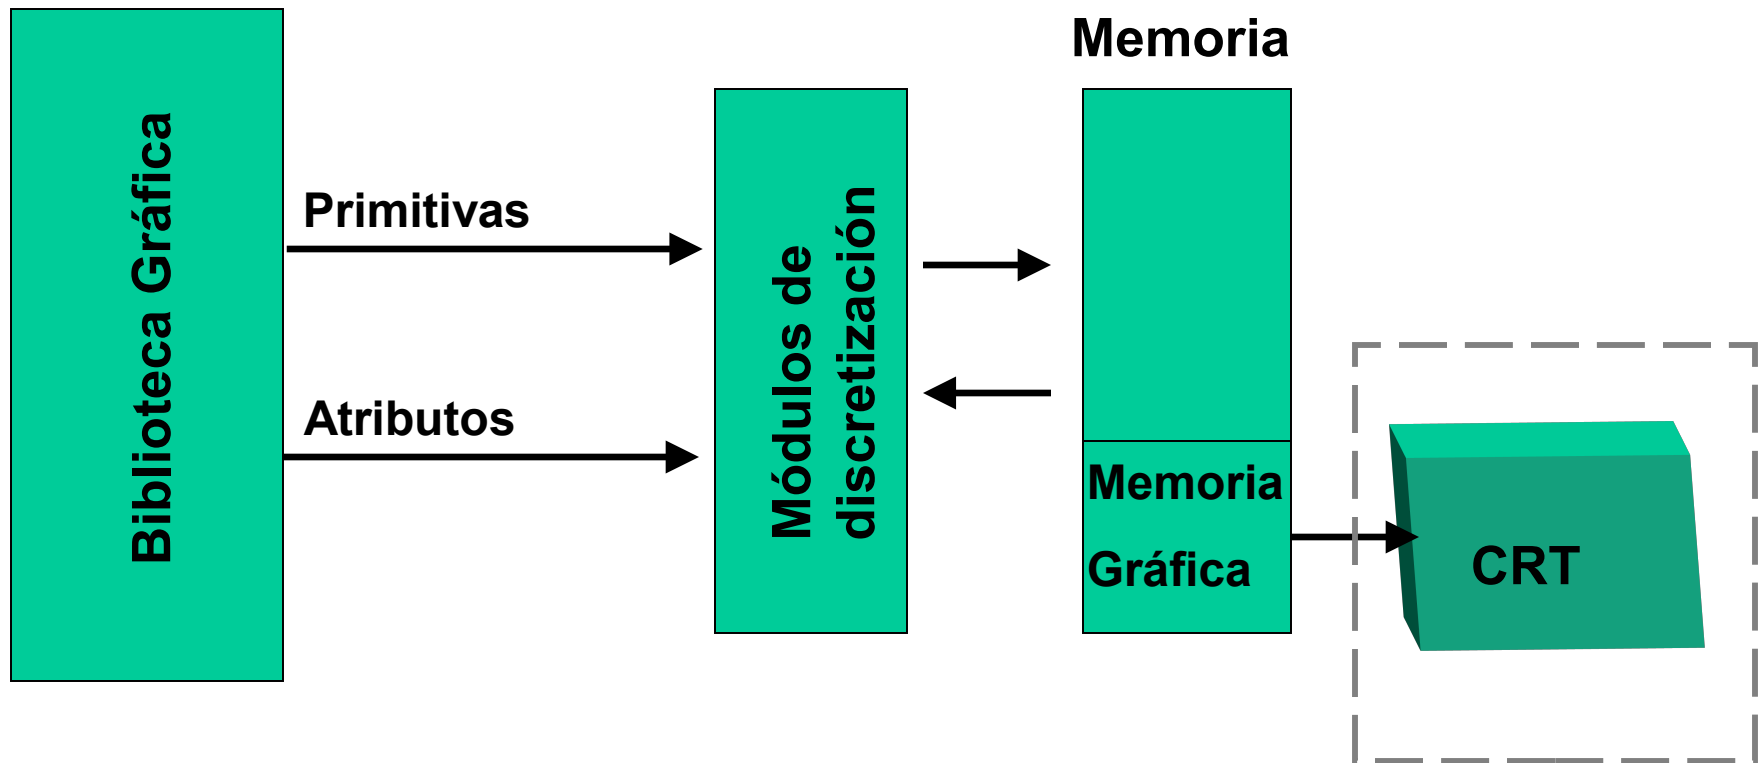 Biblioteca Gráfica
Primitivas
Atributos
Módulos de
discretización
Memoria
Memoria
Gráfica
CRT